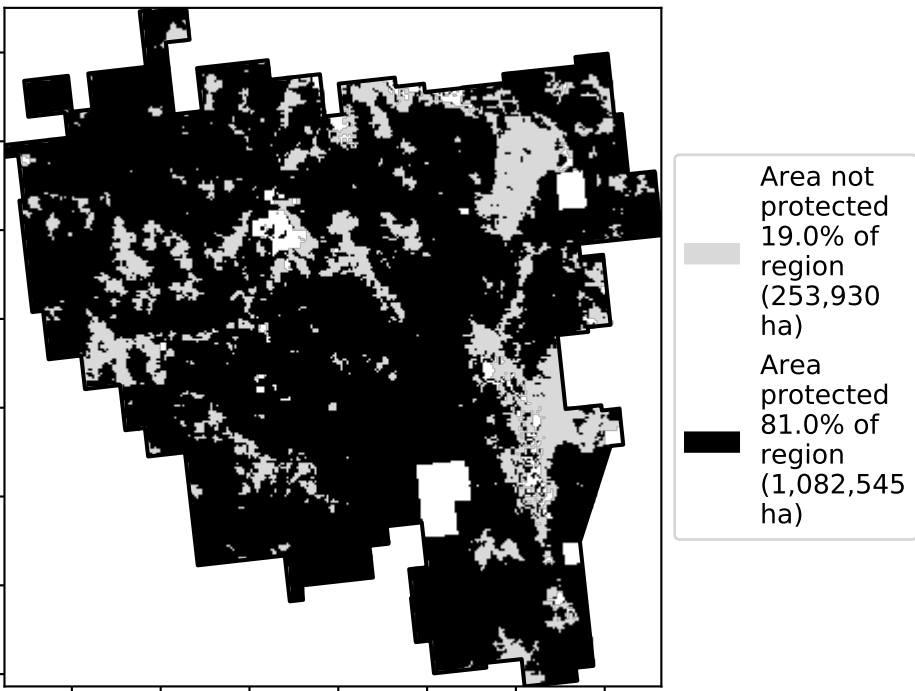 Area not
protected
19.0% of
region
(253,930
ha)
Area
protected
81.0% of
region
(1,082,545
ha)